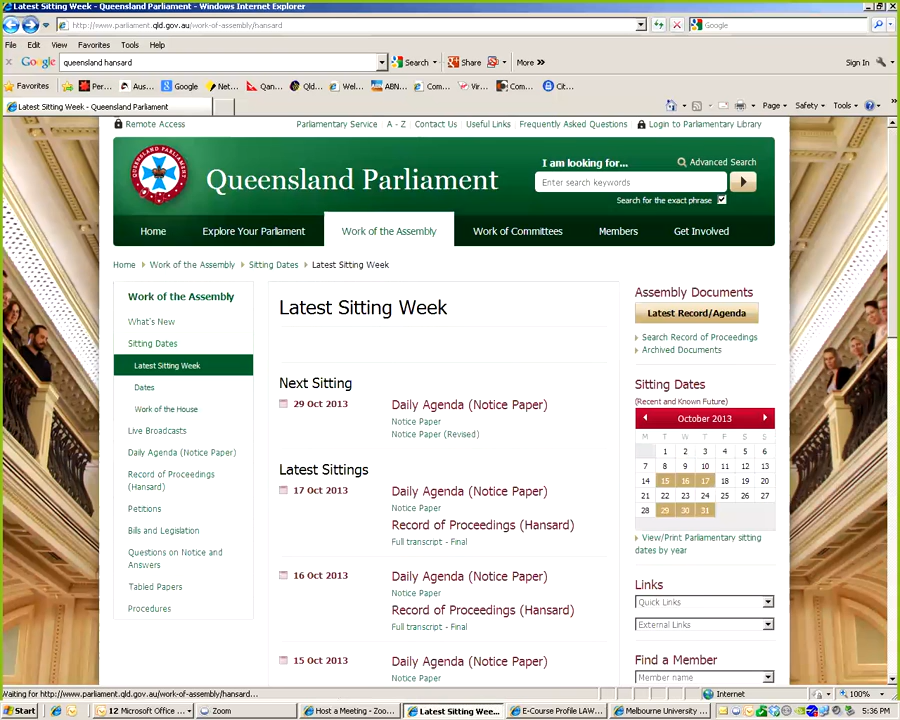 Latest Sitting Week - Queensland Parliament - Windows Internet Explorer
http://www.parliament.qld.gov.au/work-of-assembly/hansard
Google
File Edit View Favorites Tools Help
Google queensland hansard Search Share More » Sign In
Favorites Per... Aus... Google Net... Qan... Qld... Wel... ABN... Com... Vir... Com... Cit...
Latest Sitting Week - Queensland Parliament
Page Safety Tools
Remote Access Parliamentary Service A - Z Contact Us Useful Links Frequently Asked Questions Login to Parliamentary Library
QUEENSLAND PARLIAMENT
Queensland Parliament
I am looking for... Advanced Search
Enter search keywords
Search for the exact phrase
Home Explore Your Parliament Work of the Assembly Work of Committees Members Get Involved
Home Work of the Assembly Sitting Dates Latest Sitting Week
Work of the Assembly
What's New
Sitting Dates
Latest Sitting Week
Dates
Work of the House
Live Broadcasts
Daily Agenda (Notice Paper)
Record of Proceedings
(Hansard)
Petitions
Bills and Legislation
Questions on Notice and
Answers
Tabled Papers
Procedures
Latest Sitting Week
Next Sitting
29 Oct 2013 Daily Agenda (Notice Paper)
Notice Paper
Notice Paper (Revised)
Latest Sittings
17 Oct 2013 Daily Agenda (Notice Paper)
Notice Paper
Record of Proceedings (Hansard)
Full transcript - Final
16 Oct 2013 Daily Agenda (Notice Paper)
Notice Paper
Record of Proceedings (Hansard)
Full transcript - Final
15 Oct 2013 Daily Agenda (Notice Paper)
Notice Paper
Assembly Documents
Latest Record/Agenda
Search Record of Proceedings
Archived Documents
Sitting Dates
(Recent and Known Future)
October 2013
M T W T F S S
1 2 3 4 5 6
7 8 9 10 11 12 13
14 15 16 17 18 19 20
21 22 23 24 25 26 27
28 29 30 31
View/Print Parliamentary sitting
dates by year
Links
Quick Links
External Links
Find a Member
Member name
Waiting for http://www.parliament.qld.gov.au/work-of-assembly/hansard... Internet 100%
Start 12 Microsoft Office ... Zoom Host a Meeting - Zoo... Latest Sitting Wee... E-Course Profile LAW... Melbourne University ... 5:36 PM